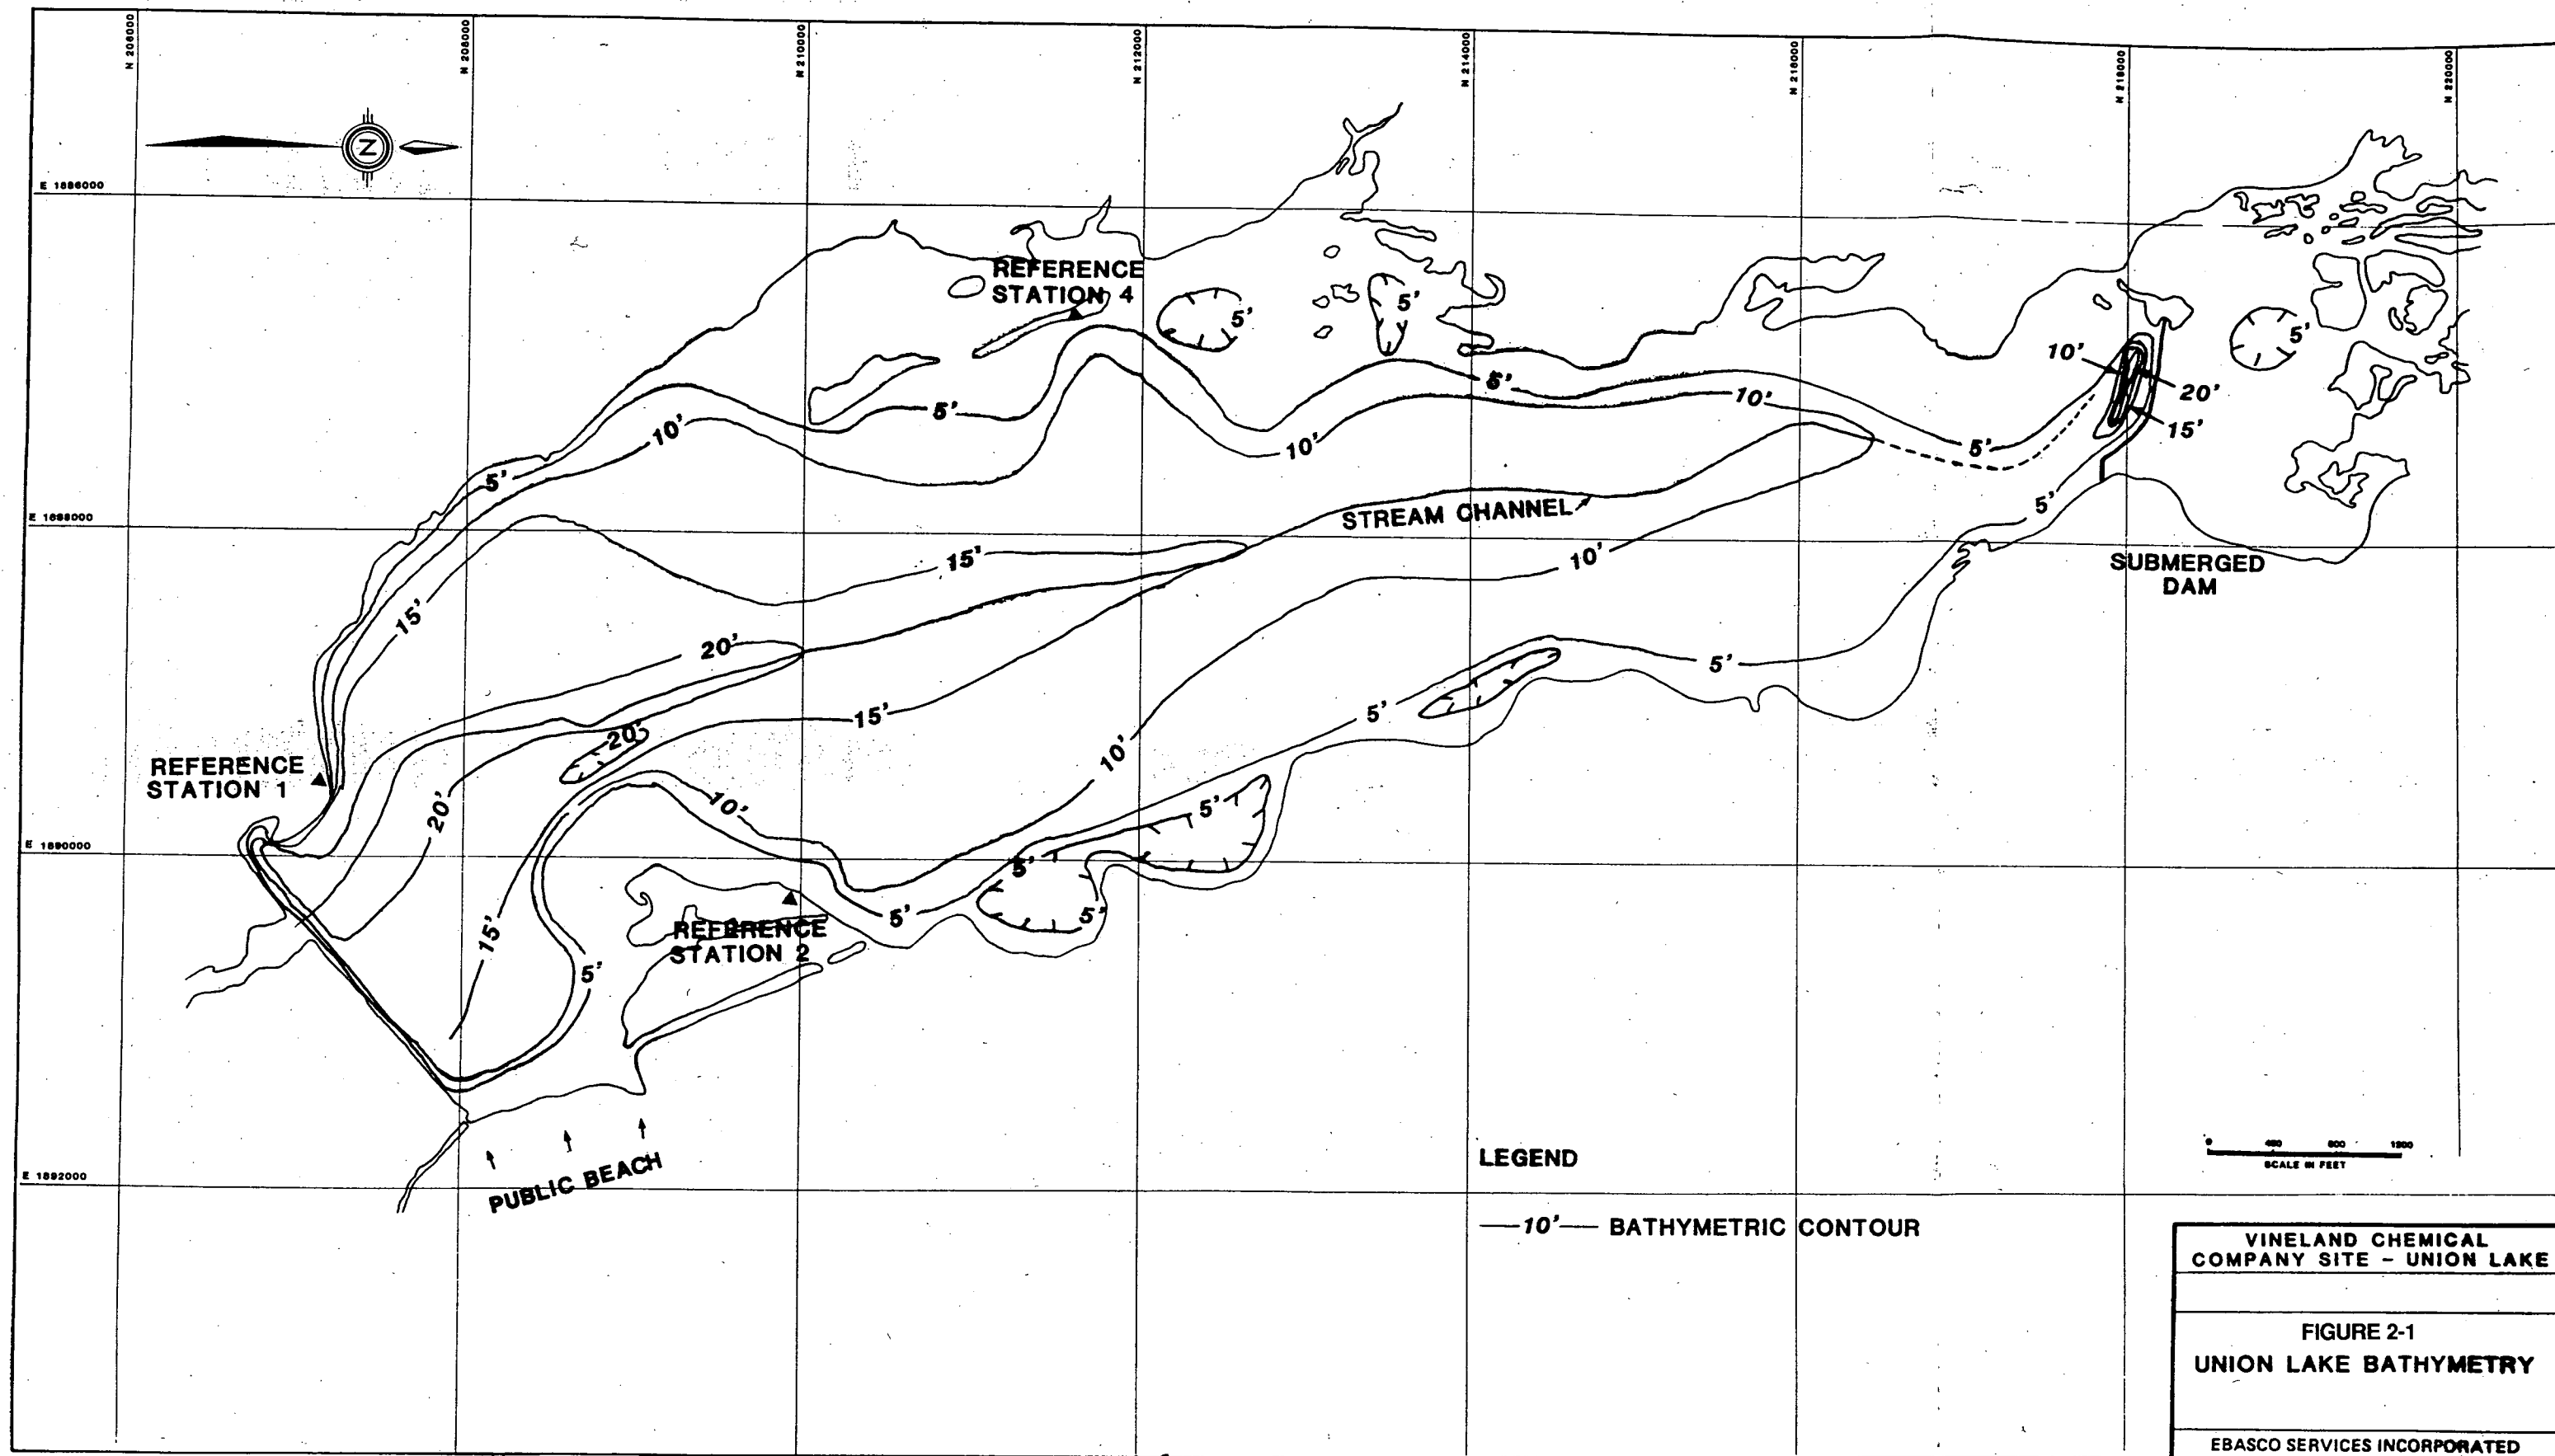 N 206000
N 208000
N 210000
N 212000
N 214000
N 216000
N 218000
N 220000
N
E 1886000
REFERENCE
STATION 4
5'
5'
5'
10'
20'
15'
5'
5'
10'
5'
10'
10'
5'
5'
E 1888000
STREAM CHANNEL
5'
15'
10'
SUBMERGED
DAM
15'
20'
5'
5'
15'
20'
10'
REFERENCE
STATION 1
20'
10'
5'
E 1890000
5'
5'
5'
REFERENCE
STATION 2
15'
5'
PUBLIC BEACH
E 1892000
LEGEND
10' BATHYMETRIC CONTOUR
0 400 800 1200
SCALE IN FEET
VINELAND CHEMICAL
COMPANY SITE - UNION LAKE
FIGURE 2-1
UNION LAKE BATHYMETRY
EBASCO SERVICES INCORPORATED